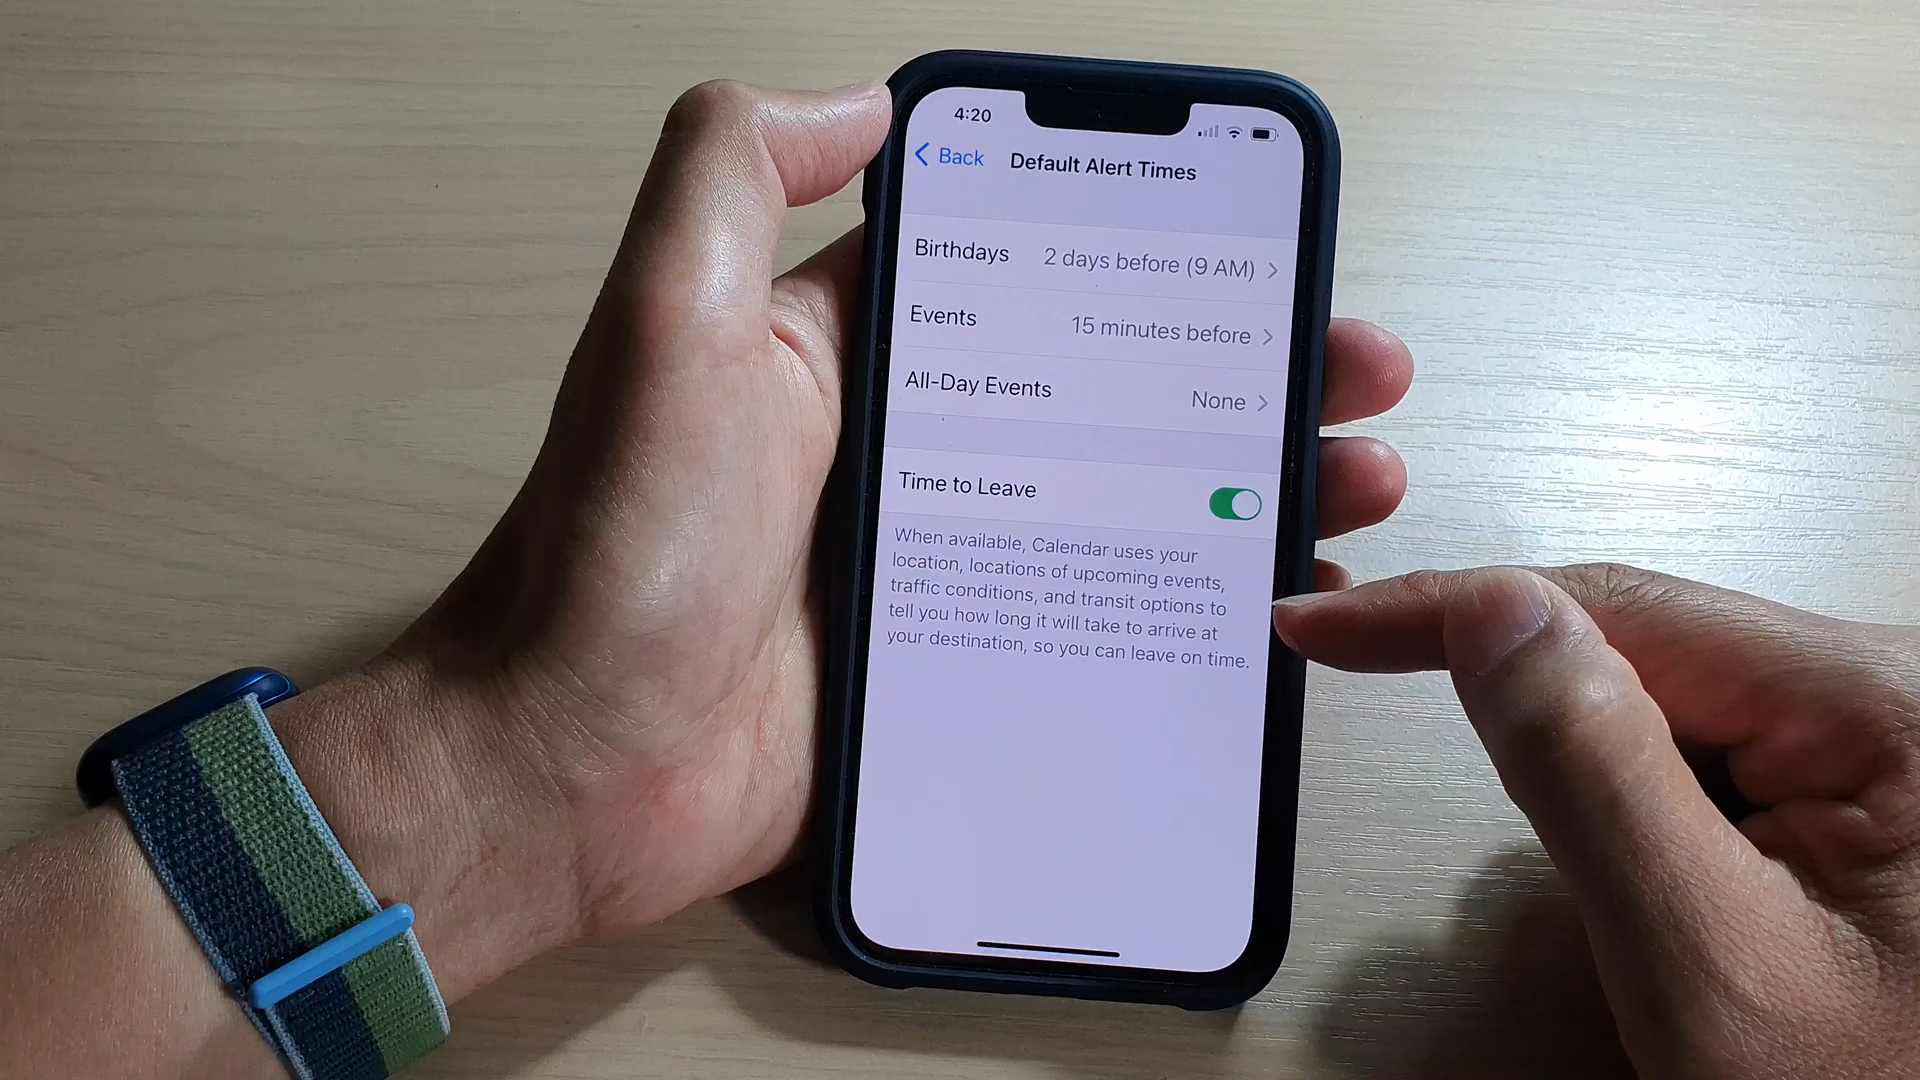 4:20
Back
Default Alert Times
Birthdays 2 days before (9 AM)
Events 15 minutes before
All-Day Events None
Time to Leave
When available, Calendar uses your
location, locations of upcoming events,
traffic conditions, and transit options to
tell you how long it will take to arrive at
your destination, so you can leave on time.